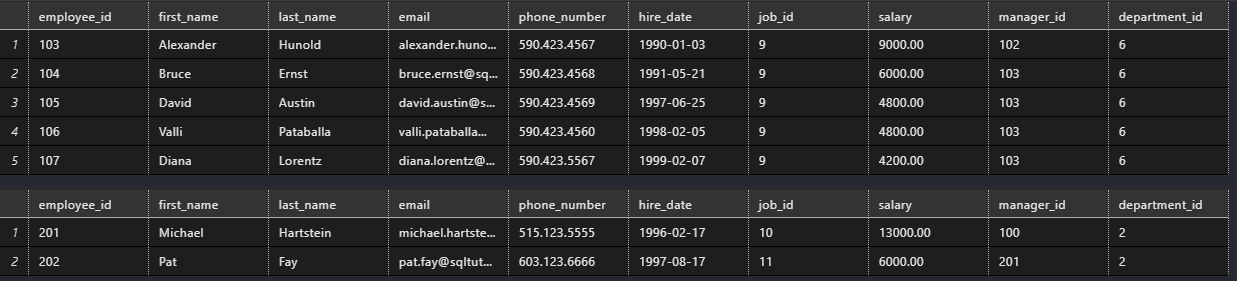 employee_id first_name last_name email phone_number hire_date job_id salary manager_id department_id
1 103 Alexander Hunold alexander.huno... 590.423.4567 1990-01-03 9 9000.00 102 6
2 104 Bruce Ernst bruce.ernst@sq... 590.423.4568 1991-05-21 9 6000.00 103 6
3 105 David Austin david.austin@s... 590.423.4569 1997-06-25 9 4800.00 103 6
4 106 Valli Pataballa valli.pataballa... 590.423.4560 1998-02-05 9 4800.00 103 6
5 107 Diana Lorentz diana.lorentz@... 590.423.5567 1999-02-07 9 4200.00 103 6
employee_id first_name last_name email phone_number hire_date job_id salary manager_id department_id
1 201 Michael Hartstein michael.hartste... 515.123.5555 1996-02-17 10 13000.00 100 2
2 202 Pat Fay pat.fay@sqltut... 603.123.6666 1997-08-17 11 6000.00 201 2